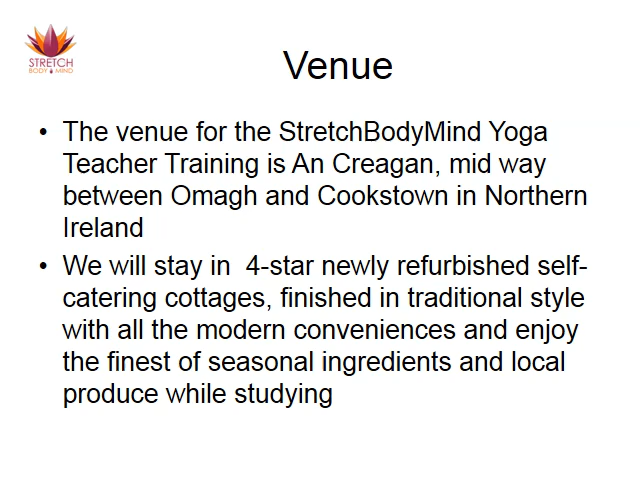 STRETCH
BODY MIND
Venue
• The venue for the StretchBodyMind Yoga
Teacher Training is An Creagan, mid way
between Omagh and Cookstown in Northern
Ireland
• We will stay in  4-star newly refurbished self-
catering cottages, finished in traditional style
with all the modern conveniences and enjoy
the finest of seasonal ingredients and local
produce while studying